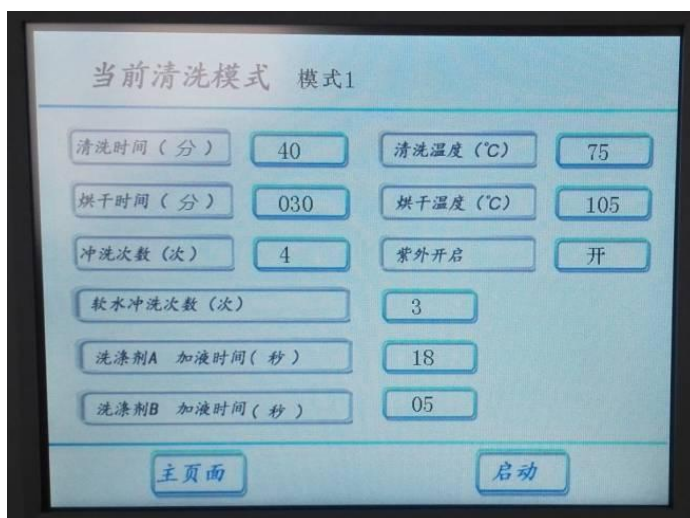 当前清洗模式 模式1
清洗时间(分) 40 清洗温度(℃) 75
烘干时间(分) 030 烘干温度(℃) 105
冲洗次数(次) 4 紫外开启 开
软水冲洗次数(次) 3
洗涤剂A 加液时间(秒) 18
洗涤剂B 加液时间(秒) 05
主页面 启动